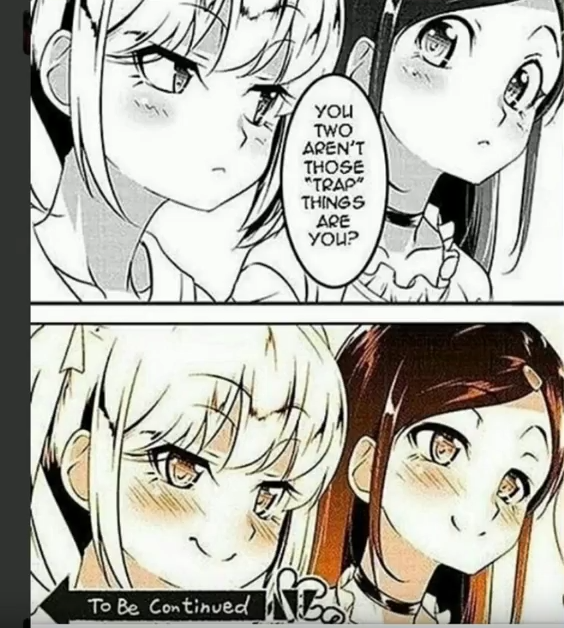 YOU
TWO
AREN'T
THOSE
"TRAP"
THINGS
ARE
YOU?
To Be Continued